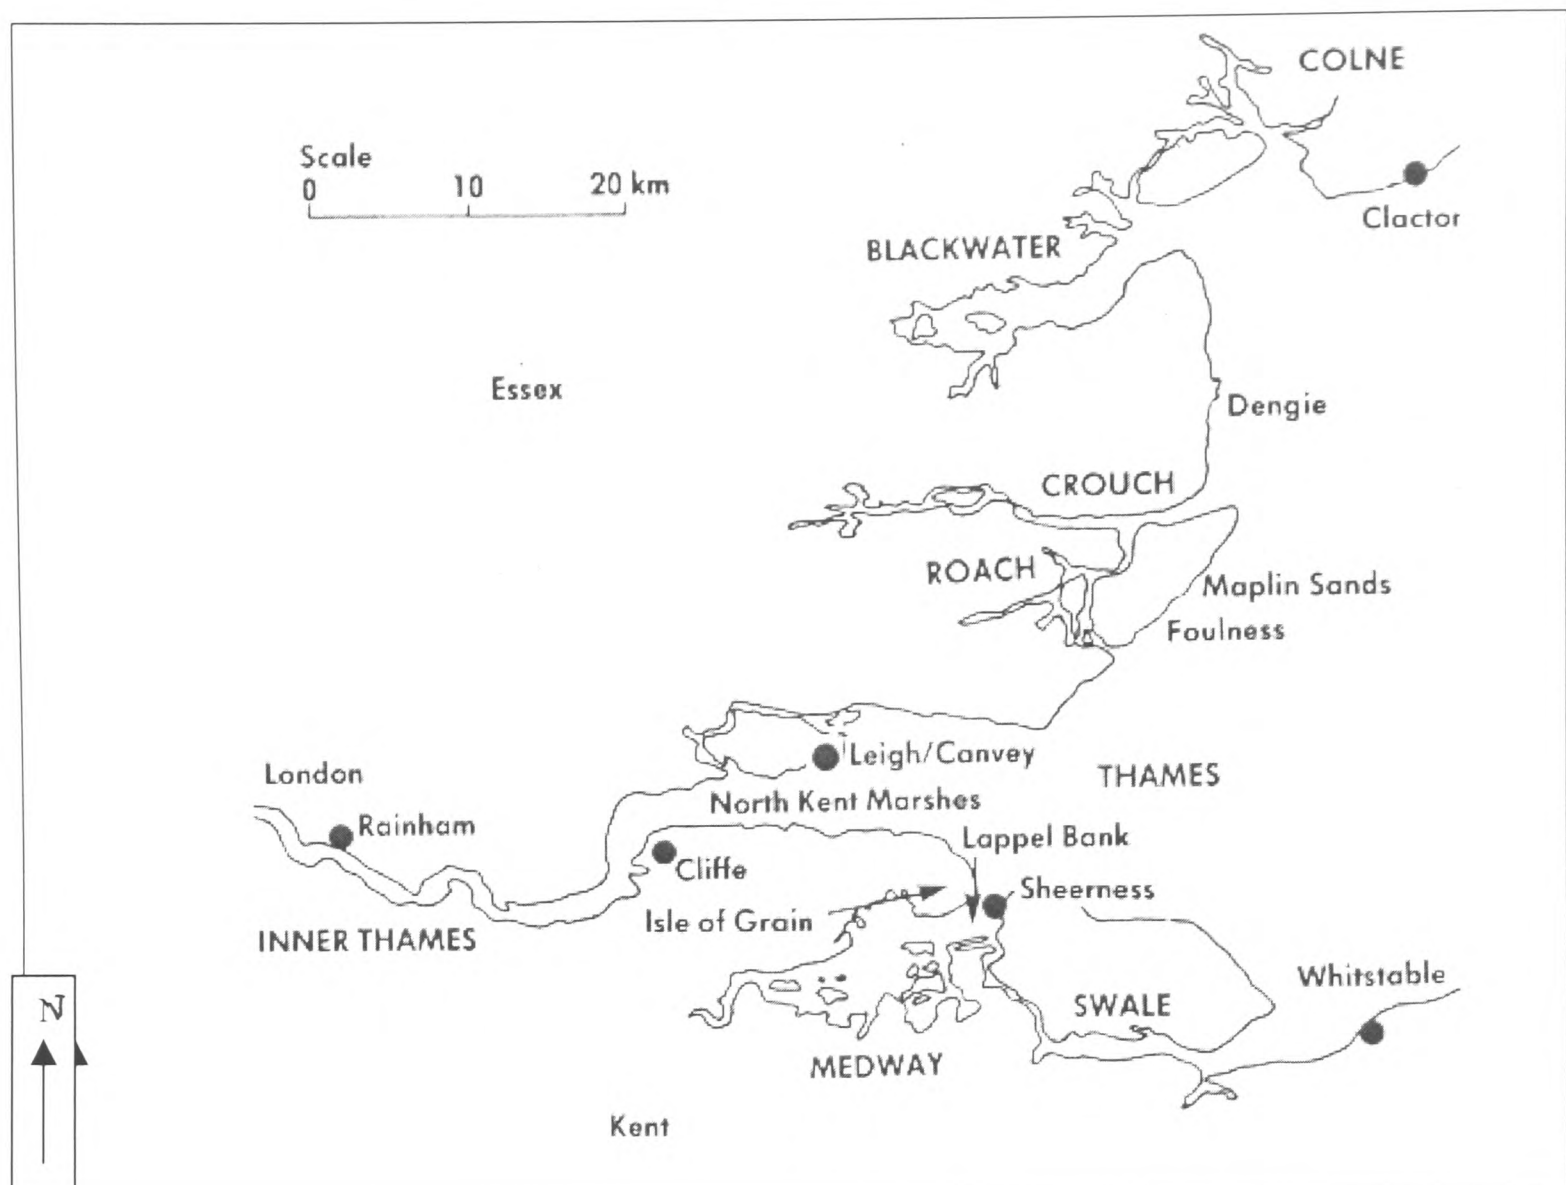 COLNE
Scale
0 10 20 km
Clactor
BLACKWATER
Essex
Dengie
CROUCH
ROACH
Maplin Sands
Foulness
Leigh/Canvey
London
THAMES
North Kent Marshes
Rainham
Lappel Bank
Cliffe
Sheerness
Isle of Grain
INNER THAMES
Whitstable
SWALE
N
MEDWAY
Kent